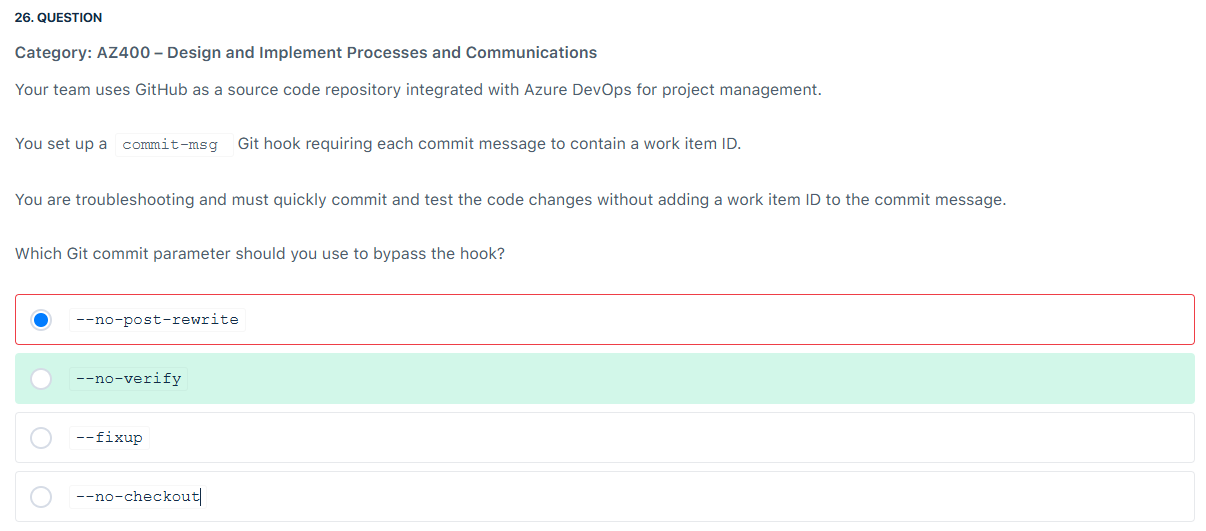 26. QUESTION
Category: AZ400 – Design and Implement Processes and Communications
Your team uses GitHub as a source code repository integrated with Azure DevOps for project management.
You set up a commit-msg Git hook requiring each commit message to contain a work item ID.
You are troubleshooting and must quickly commit and test the code changes without adding a work item ID to the commit message.
Which Git commit parameter should you use to bypass the hook?
--no-post-rewrite
--no-verify
--fixup
--no-checkout